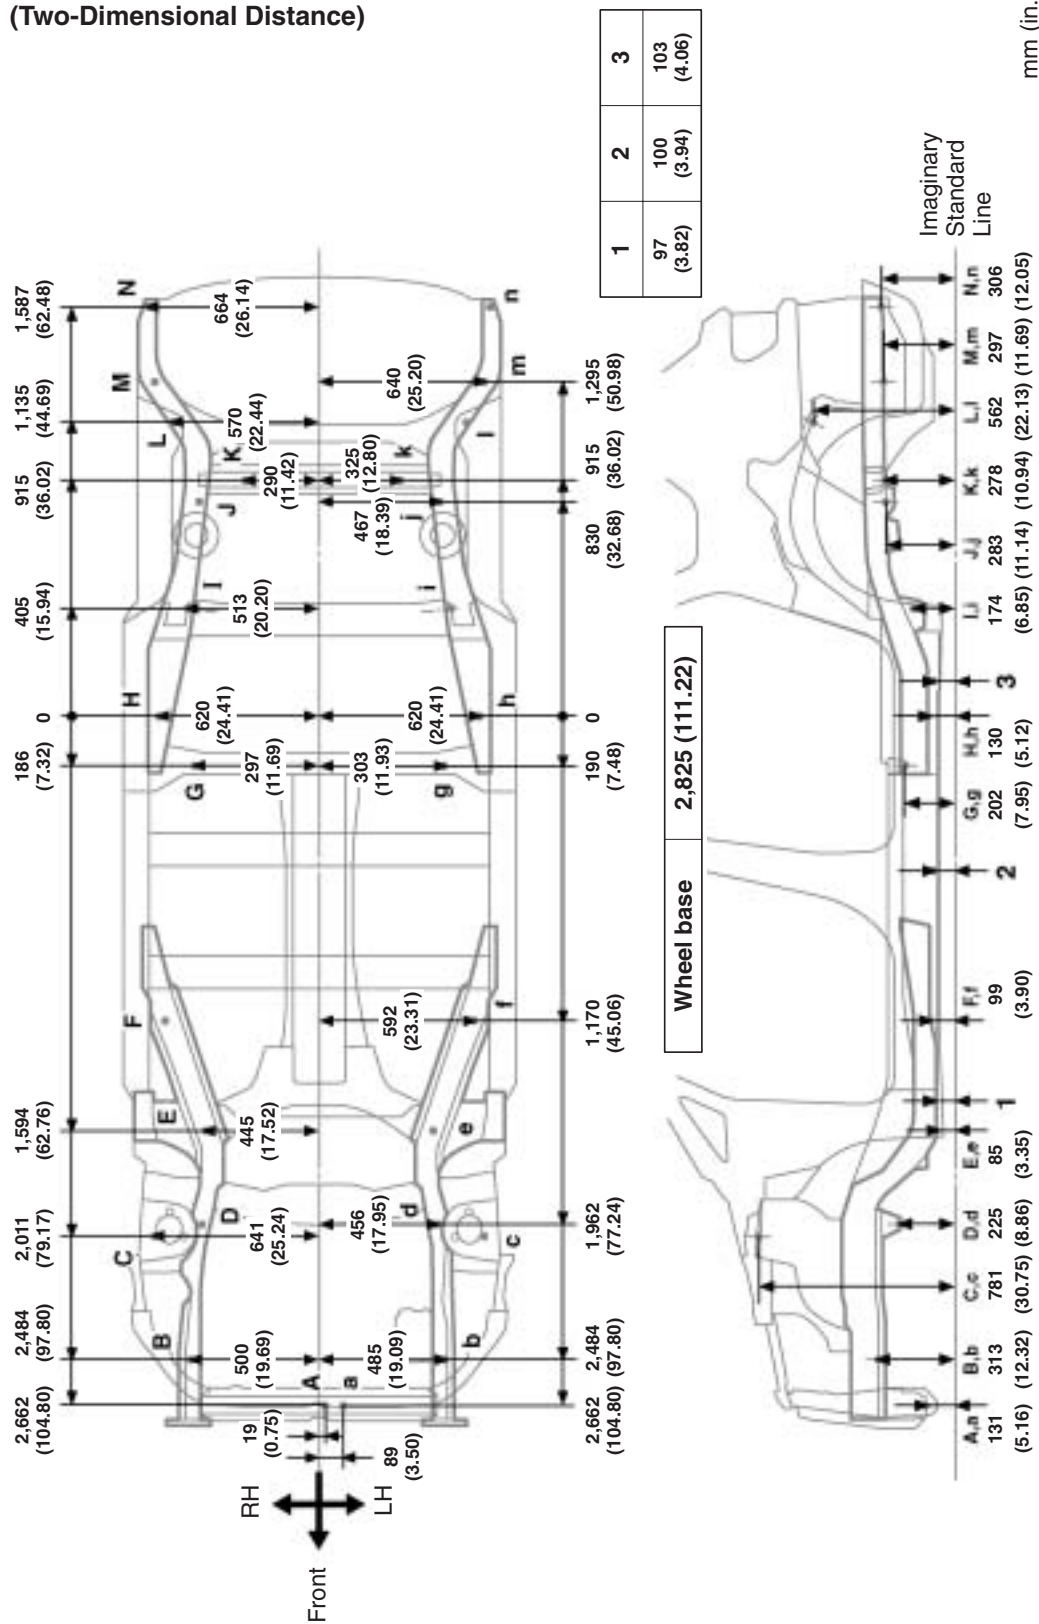 (Two-Dimensional Distance)
2,662
(104.80)
2,484
(97.80)
2,011
(79.17)
1,594
(62.76)
186
(7.32)
0
405
(15.94)
915
(36.02)
1,135
(44.69)
1,587
(62.48)
B
C
D
E
F
G
H
I
J
K
L
M
N
19
(0.75)
500
(19.69)
641
(25.24)
445
(17.52)
297
(11.69)
620
(24.41)
513
(20.20)
290
(11.42)
570
(22.44)
664
(26.14)
Front
RH
LH
A
a
89
(3.50)
485
(19.09)
456
(17.95)
592
(23.31)
303
(11.93)
620
(24.41)
467
(18.39)
325
(12.80)
640
(25.20)
b
c
d
e
f
g
h
i
j
k
l
m
n
2,662
(104.80)
2,484
(97.80)
1,962
(77.24)
1,170
(45.06)
190
(7.48)
0
830
(32.68)
915
(36.02)
1,295
(50.98)
1 2 3
97 100 103
(3.82) (3.94) (4.06)
Wheel base 2,825 (111.22)
Imaginary
Standard
Line
A,a B,b C,c D,d E,e 1 F,f 2 G,g H,h 3 I,i J,j K,k L,l M,m N,n
131 313 781 225 85 99 202 130 174 283 278 562 297 306
(5.16) (12.32) (30.75) (8.86) (3.35) (3.90) (7.95) (5.12) (6.85) (11.14) (10.94) (22.13) (11.69) (12.05)
mm (in.